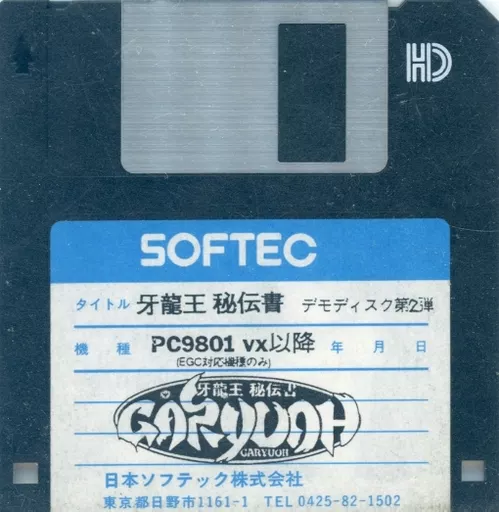 HD
SOFTEC
タイトル 牙龍王 秘伝書 デモディスク第2弾
機種 PC9801 vx以降 年 月 日
(EGC対応機種のみ)
牙龍王 秘伝書
GARYUOH
GARYUOH
日本ソフテック株式会社
東京都日野市1161-1 TEL 0425-82-1502